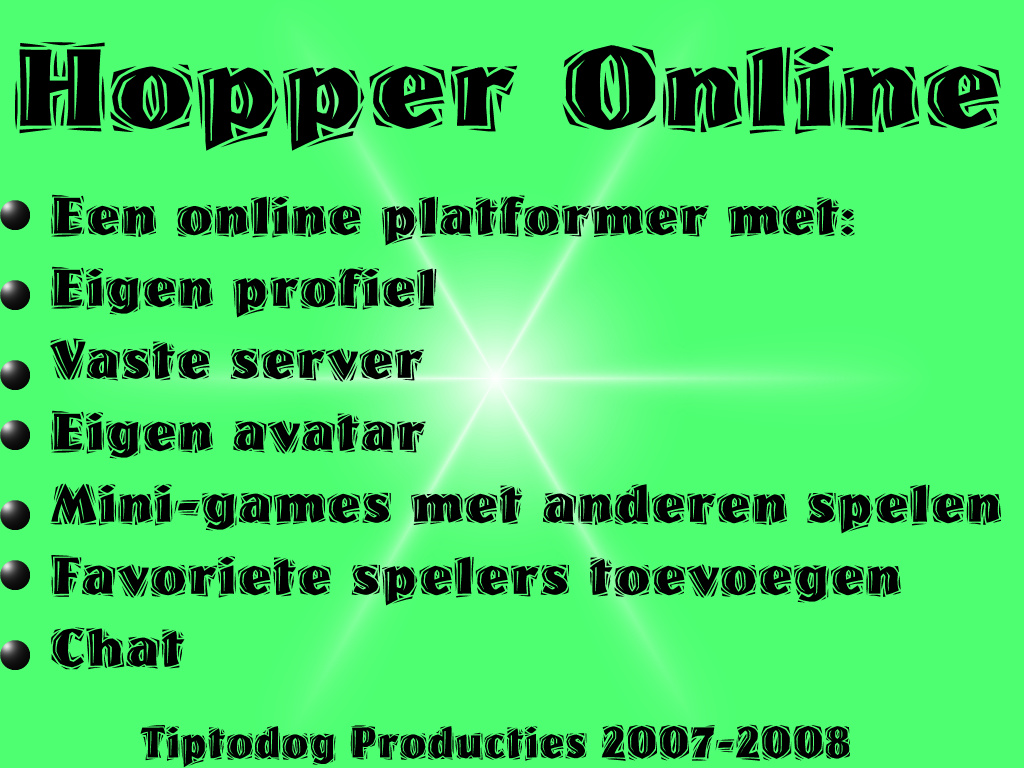 Hopper Online
Een online platformer met:
Eigen profiel
Vaste server
Eigen avatar
Mini-games met anderen spelen
Favoriete spelers toevoegen
Chat
Tiptodog Producties 2007-2008